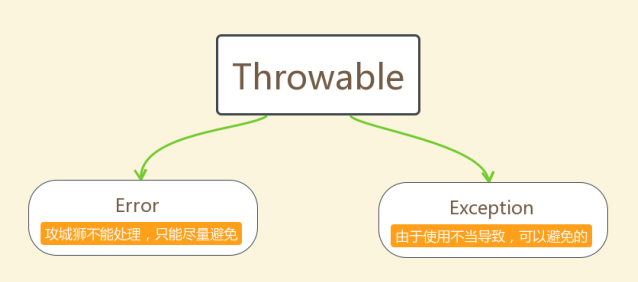 Throwable
Error
攻城狮不能处理，只能尽量避免
Exception
由于使用不当导致，可以避免的